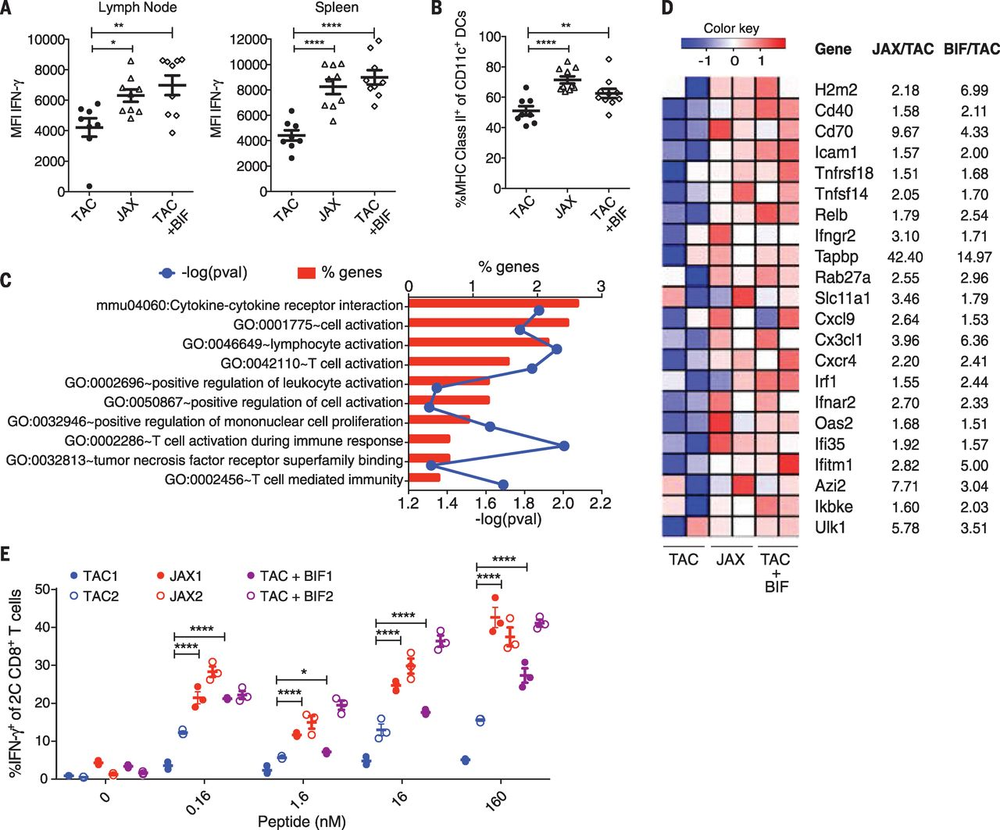 A
Lymph Node
Spleen
**
*
MFI IFN-γ
10000
8000
6000
4000
2000
0
TAC
JAX
TAC
+BIF
****
****
MFI IFN-γ
12000
10000
8000
6000
4000
2000
0
TAC
JAX
TAC
+BIF
B
%MHC Class II+ of CD11c+ DCs
**
****
100
80
60
40
20
0
TAC
JAX
TAC
+BIF
C
-log(pval)
% genes
% genes
0 1 2 3
mmu04060:Cytokine-cytokine receptor interaction
GO:0001775~cell activation
GO:0046649~lymphocyte activation
GO:0042110~T cell activation
GO:0002696~positive regulation of leukocyte activation
GO:0050867~positive regulation of cell activation
GO:0032946~positive regulation of mononuclear cell proliferation
GO:0002286~T cell activation during immune response
GO:0032813~tumor necrosis factor receptor superfamily binding
GO:0002456~T cell mediated immunity
1.2 1.4 1.6 1.8 2.0 2.2
-log(pval)
D
Color key
-1 0 1
Gene JAX/TAC BIF/TAC
H2m2 2.18 6.99
Cd40 1.58 2.11
Cd70 9.67 4.33
Icam1 1.57 2.00
Tnfrsf18 1.51 1.68
Tnfsf14 2.05 1.70
Relb 1.79 2.54
Ifngr2 3.10 1.71
Tapbp 42.40 14.97
Rab27a 2.55 2.96
Slc11a1 3.46 1.79
Cxcl9 2.64 1.53
Cx3cl1 3.96 6.36
Cxcr4 2.20 2.41
Irf1 1.55 2.44
Ifnar2 2.70 2.33
Oas2 1.68 1.51
Ifi35 1.92 1.57
Ifitm1 2.82 5.00
Azi2 7.71 3.04
Ikbke 1.60 2.03
Ulk1 5.78 3.51
TAC JAX TAC
+
BIF
E
TAC1 JAX1 TAC + BIF1
TAC2 JAX2 TAC + BIF2
%IFN-γ+ of 2C CD8+ T cells
50
40
30
20
10
0
****
****
*
****
****
****
****
****
0 0.16 1.6 16 160
Peptide (nM)